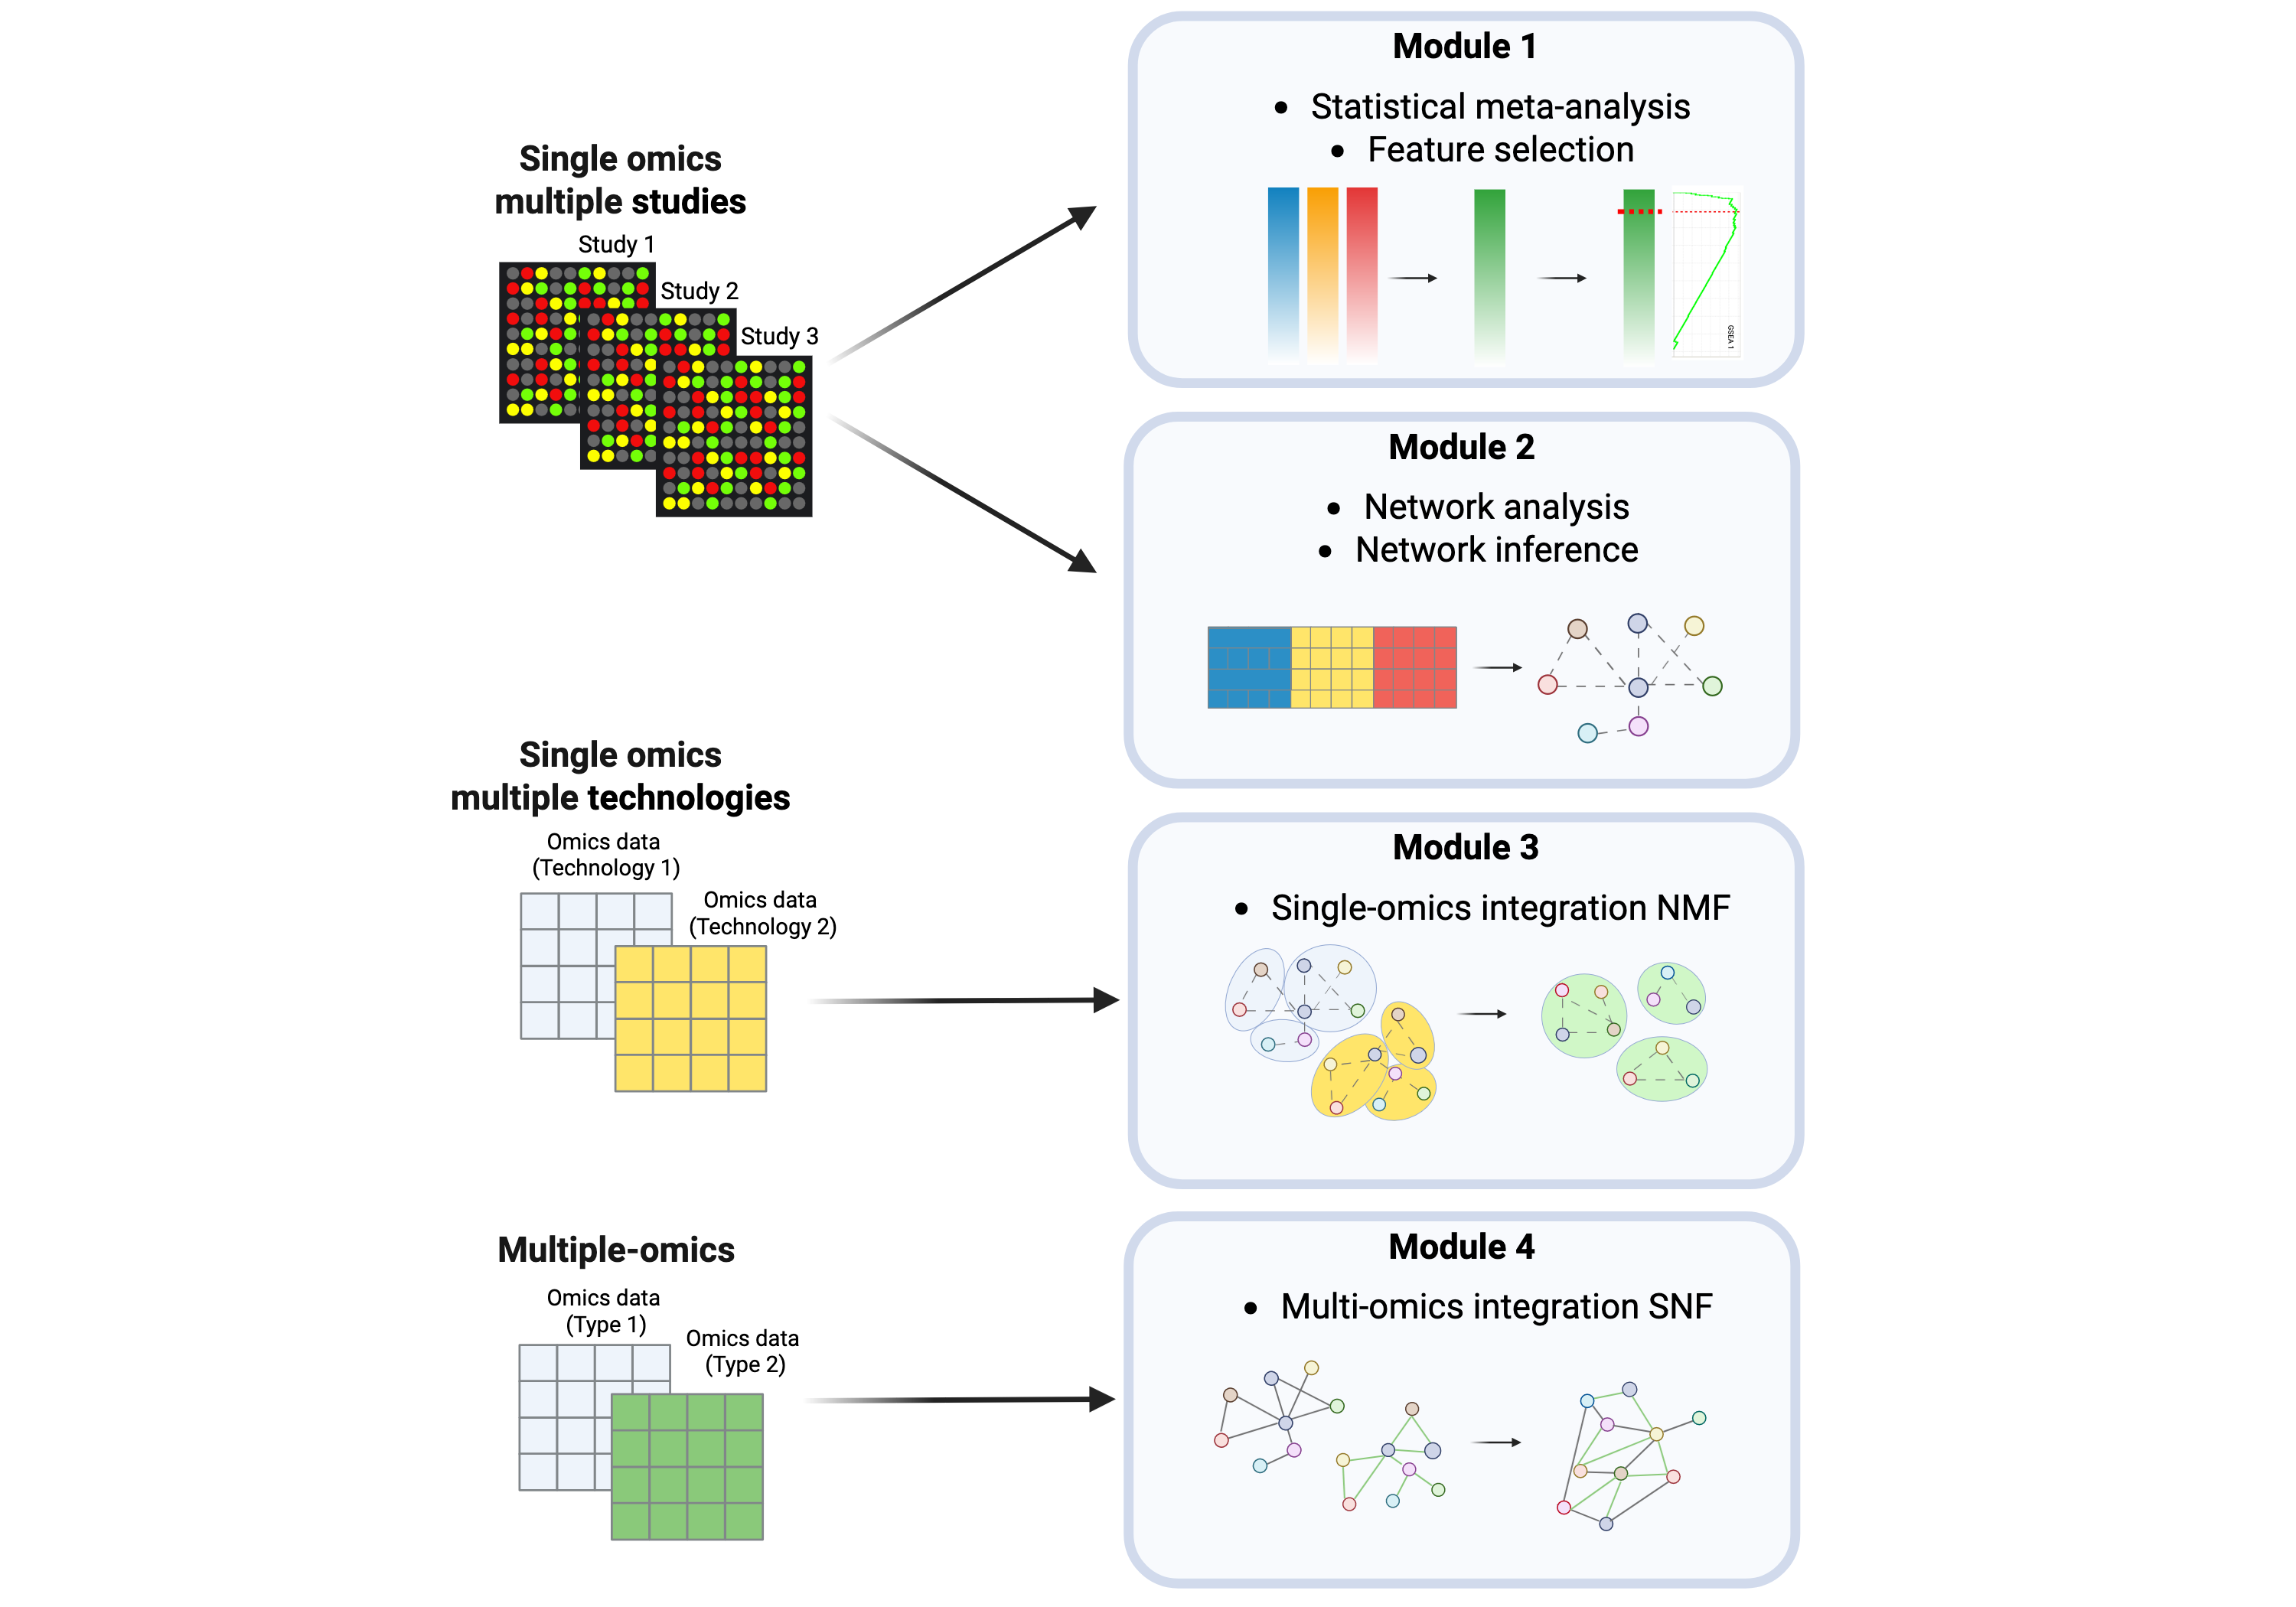 Single omics
multiple studies
Study 1
Study 2
Study 3
Module 1
• Statistical meta-analysis
• Feature selection
GSEA 1
Module 2
• Network analysis
• Network inference
Single omics
multiple technologies
Omics data
(Technology 1)
Omics data
(Technology 2)
Module 3
• Single-omics integration NMF
Multiple-omics
Omics data
(Type 1)
Omics data
(Type 2)
Module 4
• Multi-omics integration SNF